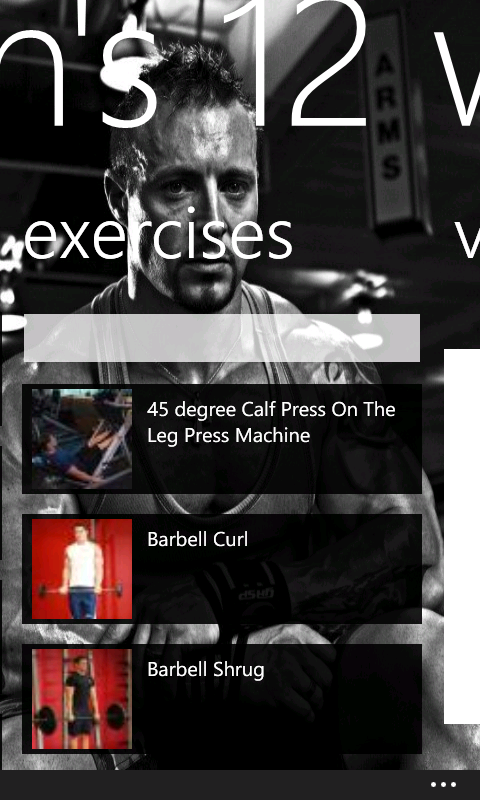 n's 12 w
ARMS
exercises
v
45 degree Calf Press On The
Leg Press Machine
Barbell Curl
Barbell Shrug